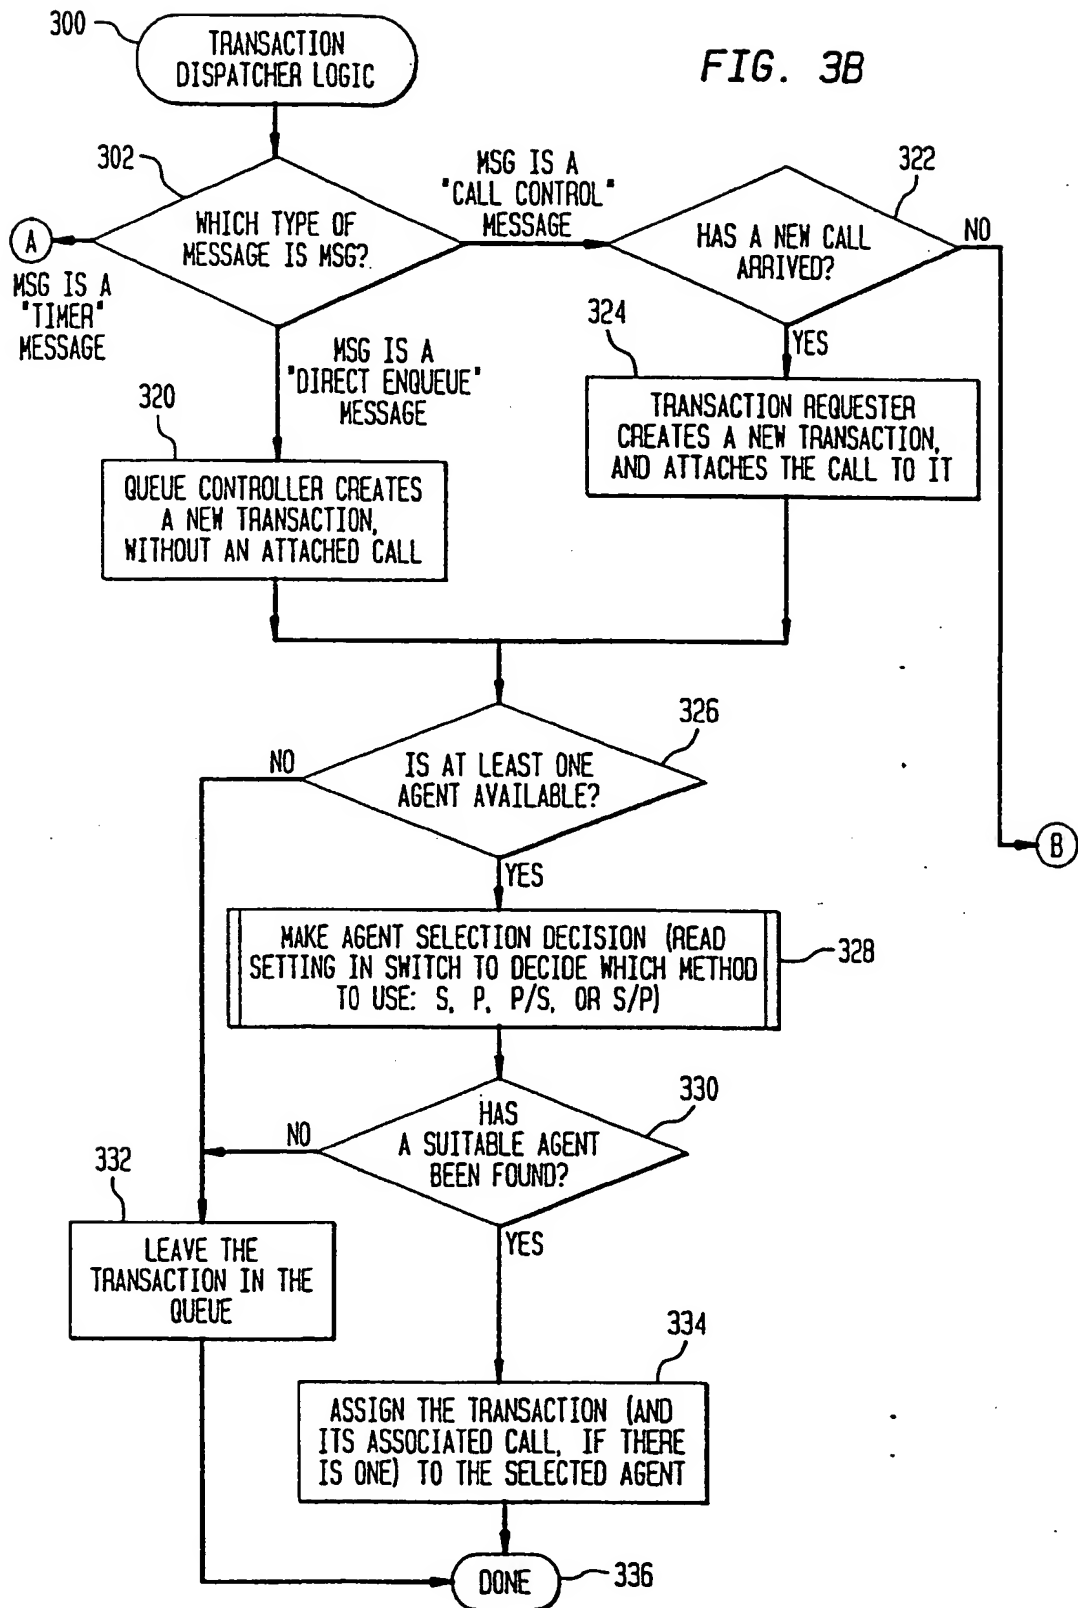 300
TRANSACTION
DISPATCHER LOGIC
FIG. 3B
302
WHICH TYPE OF
MESSAGE IS MSG?
A
MSG IS A
"TIMER"
MESSAGE
MSG IS A
"CALL CONTROL"
MESSAGE
322
HAS A NEW CALL
ARRIVED?
NO
YES
MSG IS A
"DIRECT ENQUEUE"
MESSAGE
320
QUEUE CONTROLLER CREATES
A NEW TRANSACTION,
WITHOUT AN ATTACHED CALL
324
TRANSACTION REQUESTER
CREATES A NEW TRANSACTION,
AND ATTACHES THE CALL TO IT
326
IS AT LEAST ONE
AGENT AVAILABLE?
NO
YES
B
MAKE AGENT SELECTION DECISION (READ
SETTING IN SWITCH TO DECIDE WHICH METHOD
TO USE: S, P, P/S, OR S/P)
328
HAS
A SUITABLE AGENT
BEEN FOUND?
330
NO
YES
332
LEAVE THE
TRANSACTION IN THE
QUEUE
334
ASSIGN THE TRANSACTION (AND
ITS ASSOCIATED CALL, IF THERE
IS ONE) TO THE SELECTED AGENT
DONE
336